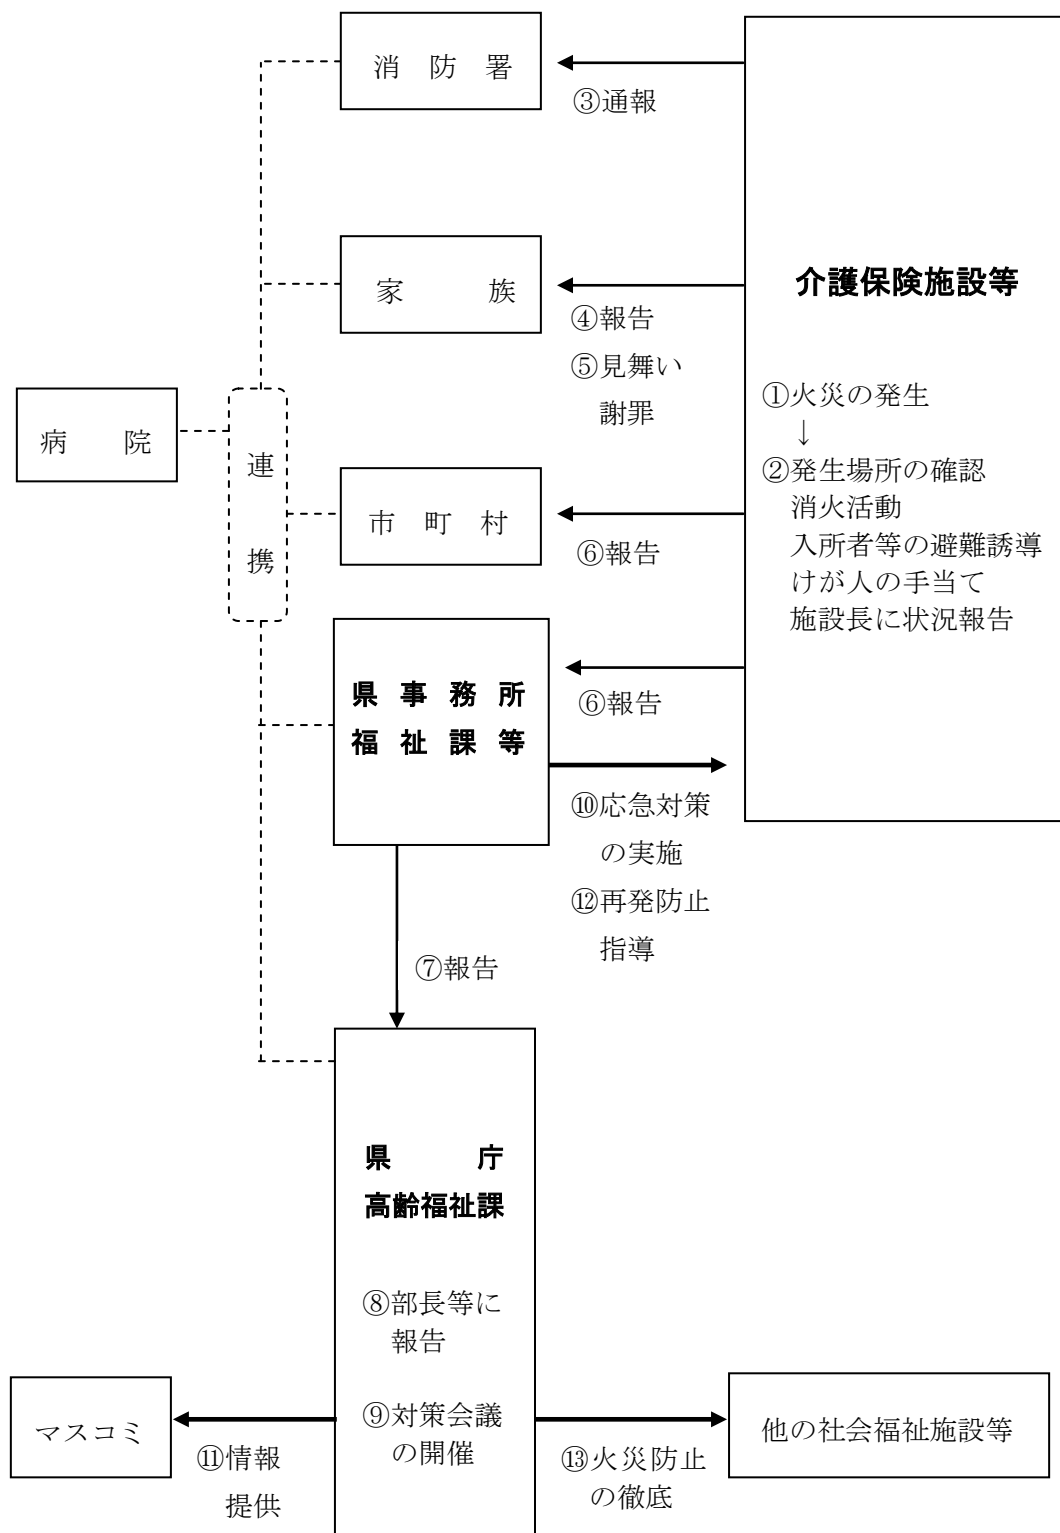 消　防　署
③通報
家　　　族
④報告
⑤見舞い
謝罪
介護保険施設等
①火災の発生
↓
②発生場所の確認
消火活動
入所者等の避難誘導
けが人の手当て
施設長に状況報告
病　　院
連
携
市　町　村
⑥報告
県　事　務　所
福　祉　課　等
⑥報告
⑩応急対策
の実施
⑫再発防止
指導
⑦報告
県　　　庁
高齢福祉課
⑧部長等に
報告
⑨対策会議
の開催
マスコミ
⑪情報
提供
⑬火災防止
の徹底
他の社会福祉施設等